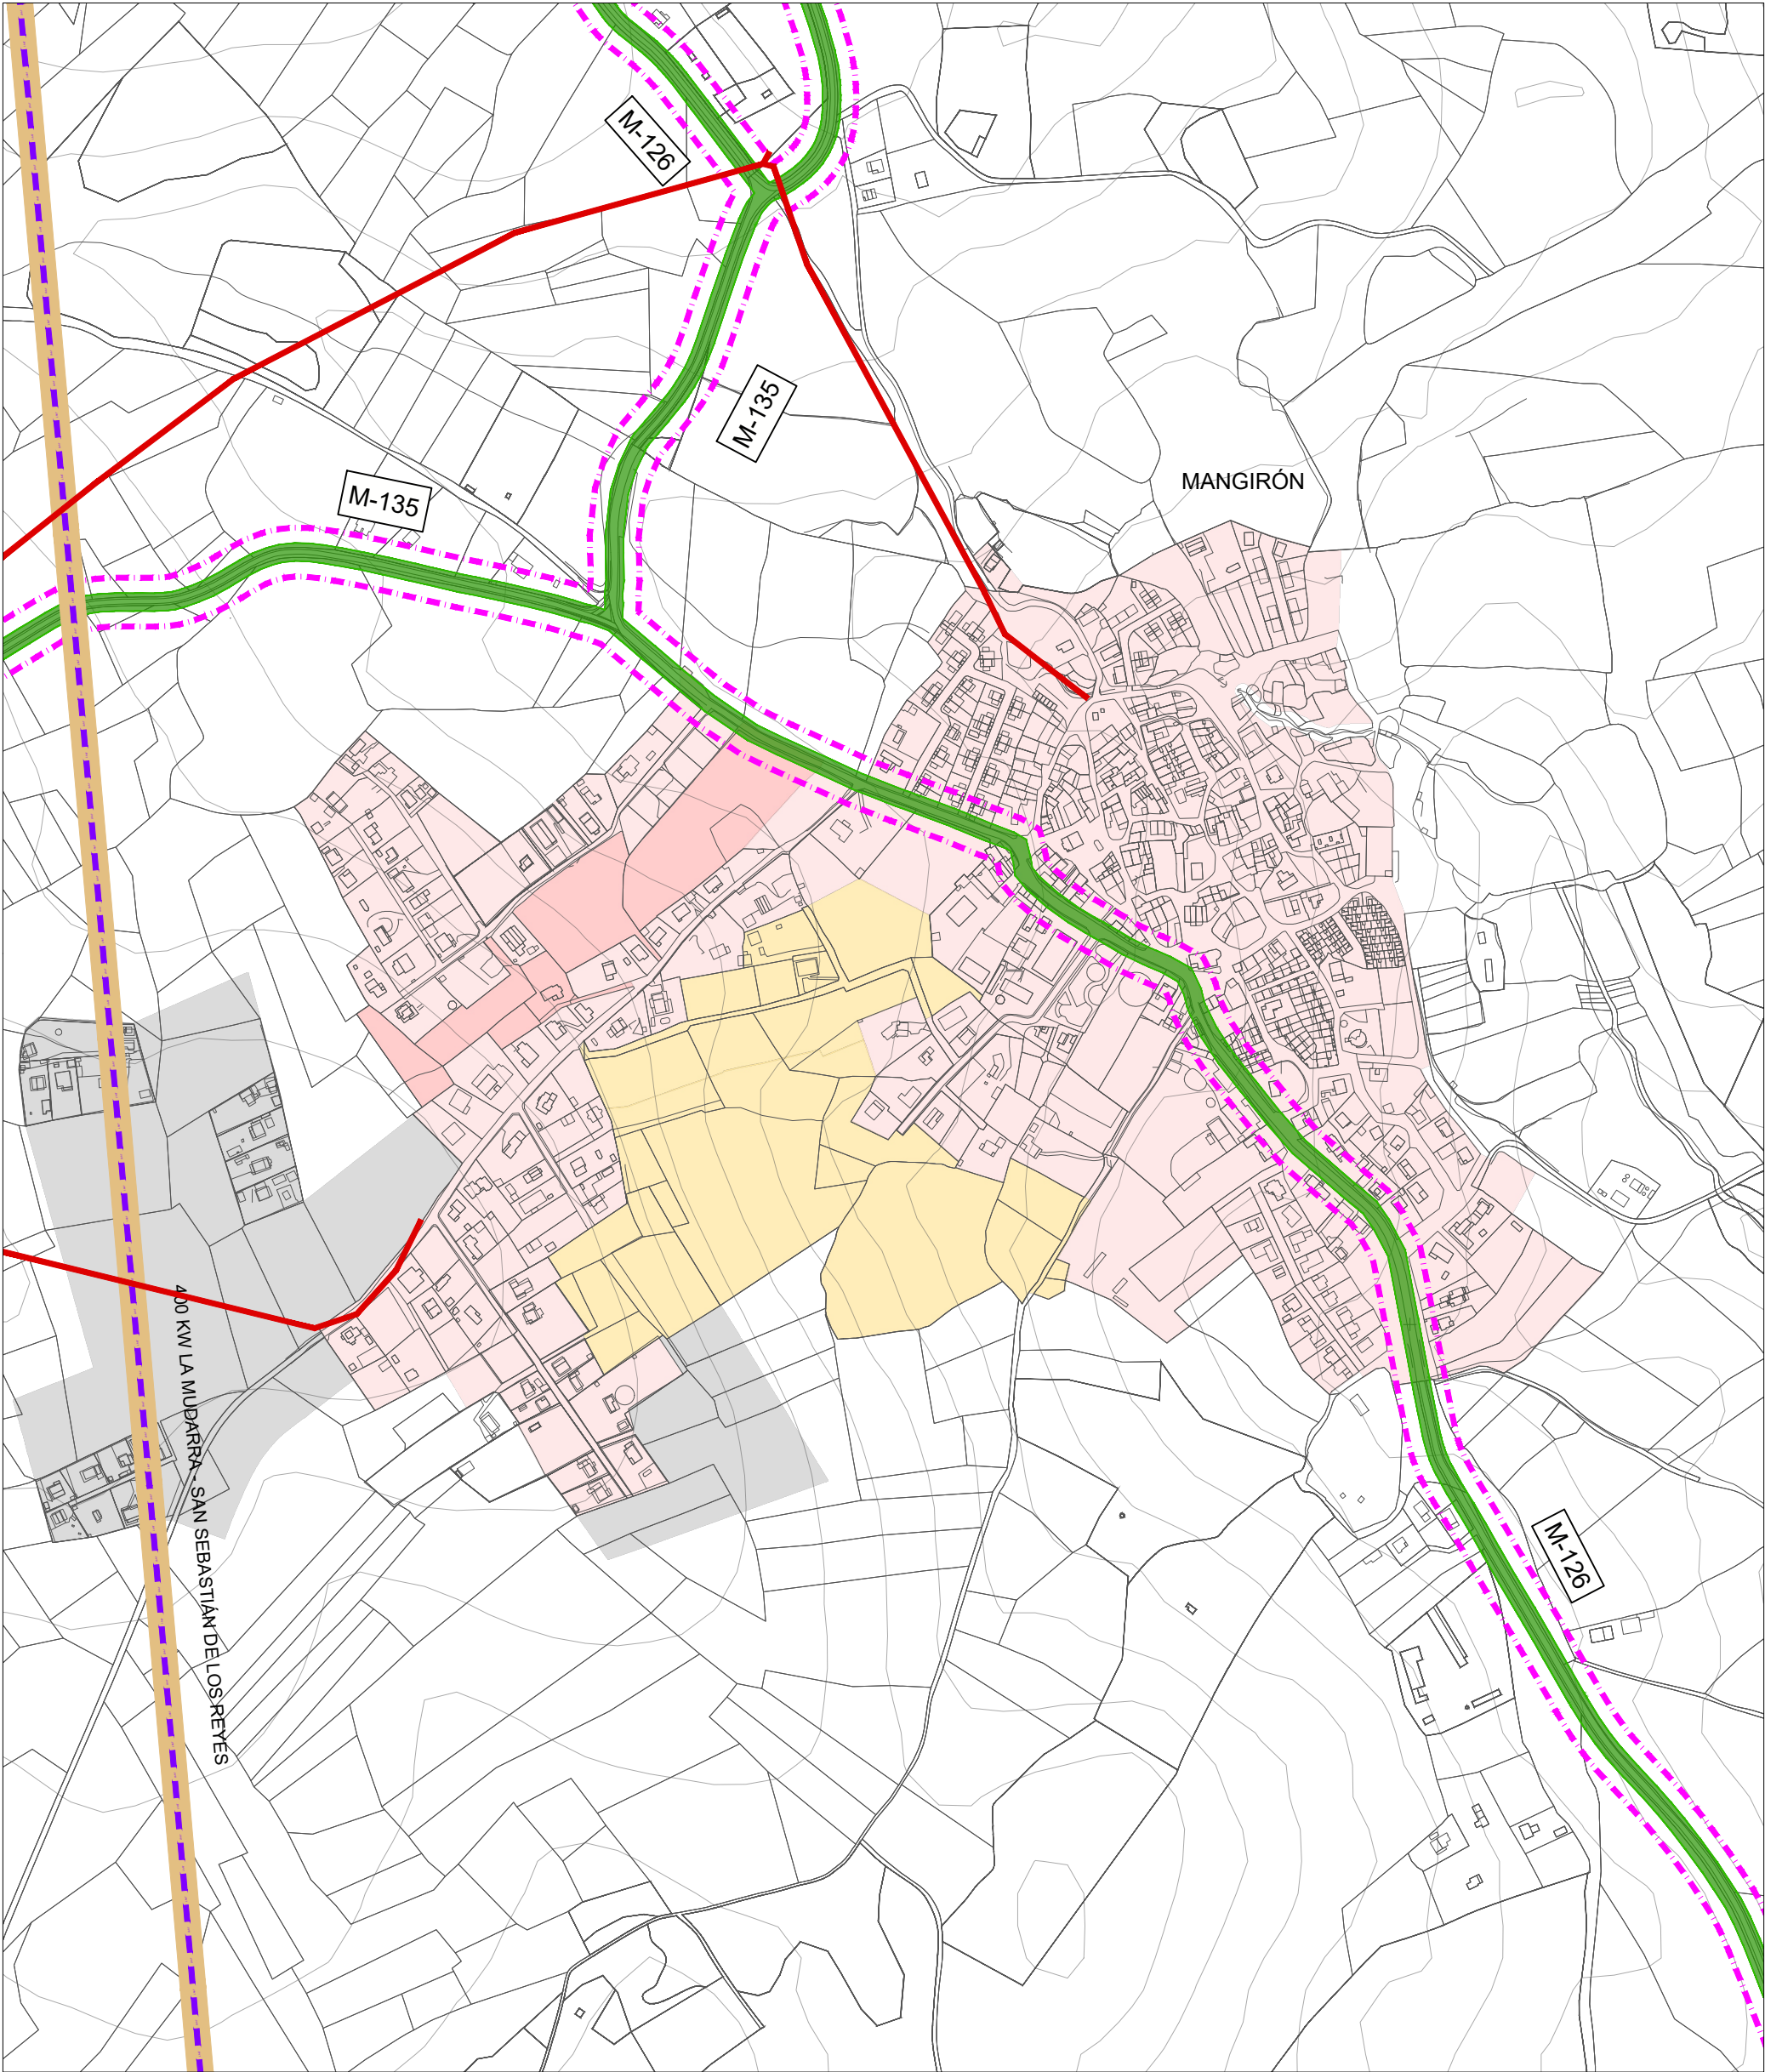 M-126
M-135
M-135
MANGIRÓN
400 KW LA MUDARRA - SAN SEBASTIÁN DE LOS REYES
M-126